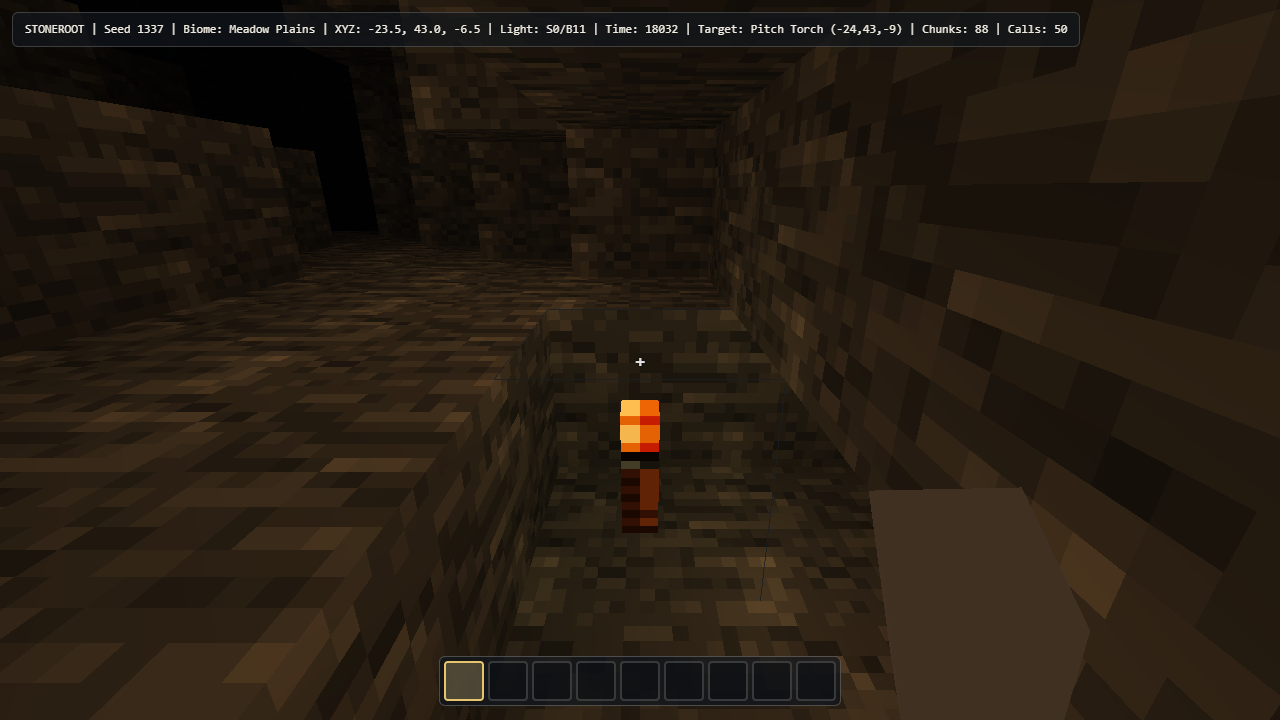 STONEROOT | Seed 1337 | Biome: Meadow Plains | XYZ: -23.5, 43.0, -6.5 | Light: S0/B11 | Time: 18032 | Target: Pitch Torch (-24,43,-9) | Chunks: 88 | Calls: 50